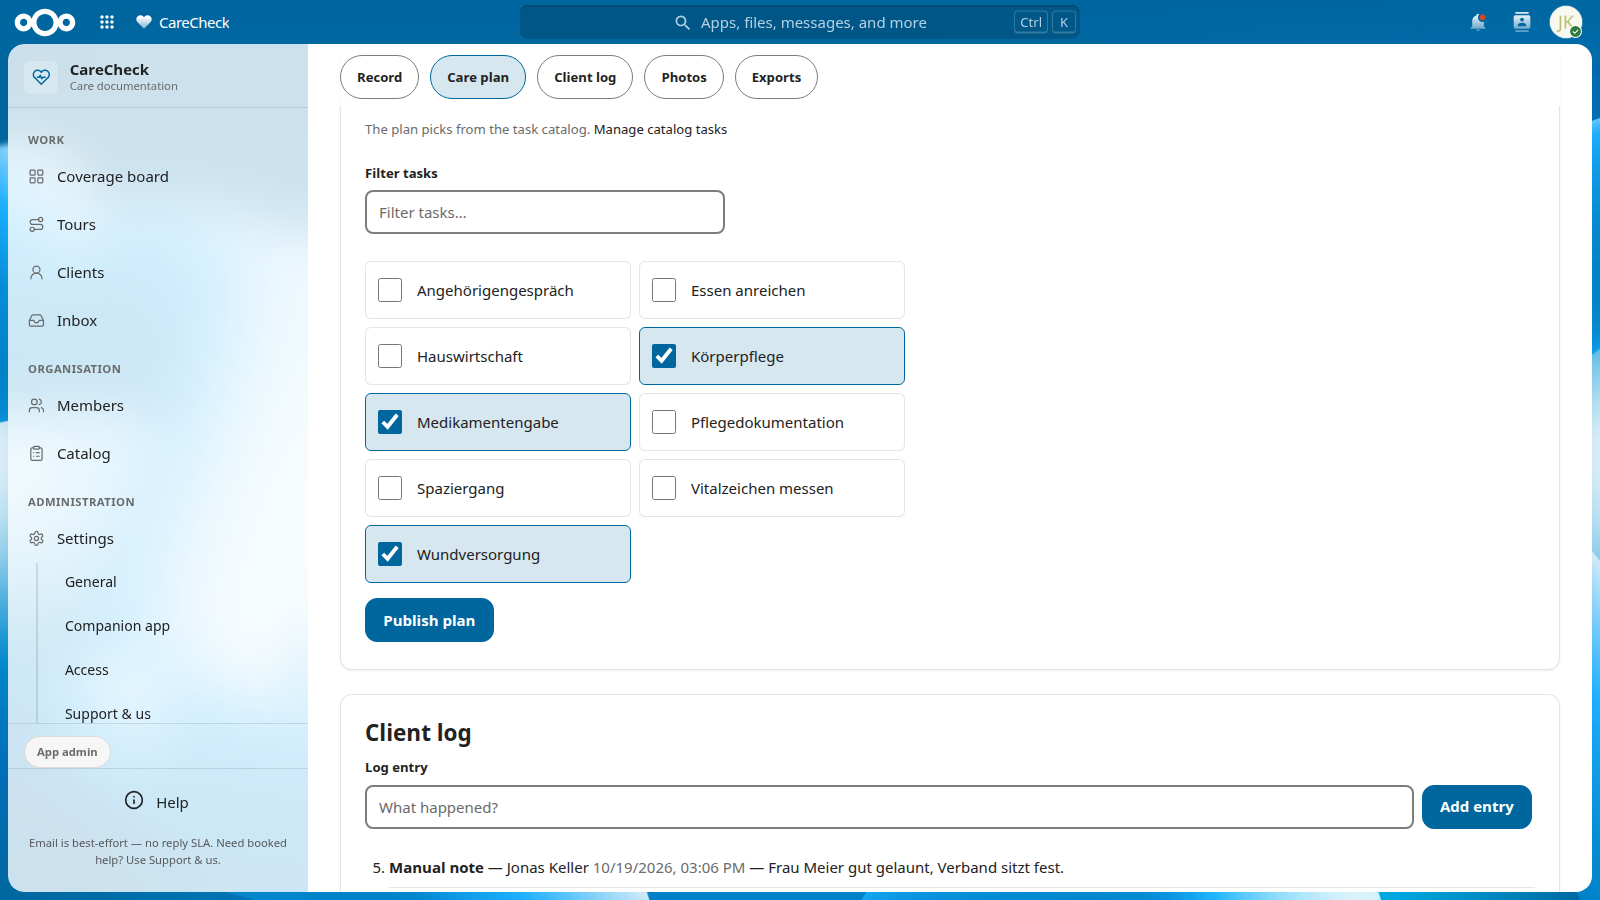 CareCheck
Apps, files, messages, and more
Ctrl
K
JK
CareCheck
Care documentation
WORK
Coverage board
Tours
Clients
Inbox
ORGANISATION
Members
Catalog
ADMINISTRATION
Settings
General
Companion app
Access
Support & us
App admin
Help
Email is best-effort — no reply SLA. Need booked
help? Use Support & us.
Record
Care plan
Client log
Photos
Exports
The plan picks from the task catalog. Manage catalog tasks
Filter tasks
Filter tasks...
Angehörigengespräch
Essen anreichen
Hauswirtschaft
Körperpflege
Medikamentengabe
Pflegedokumentation
Spaziergang
Vitalzeichen messen
Wundversorgung
Publish plan
Client log
Log entry
What happened?
Add entry
5. Manual note — Jonas Keller 10/19/2026, 03:06 PM — Frau Meier gut gelaunt, Verband sitzt fest.